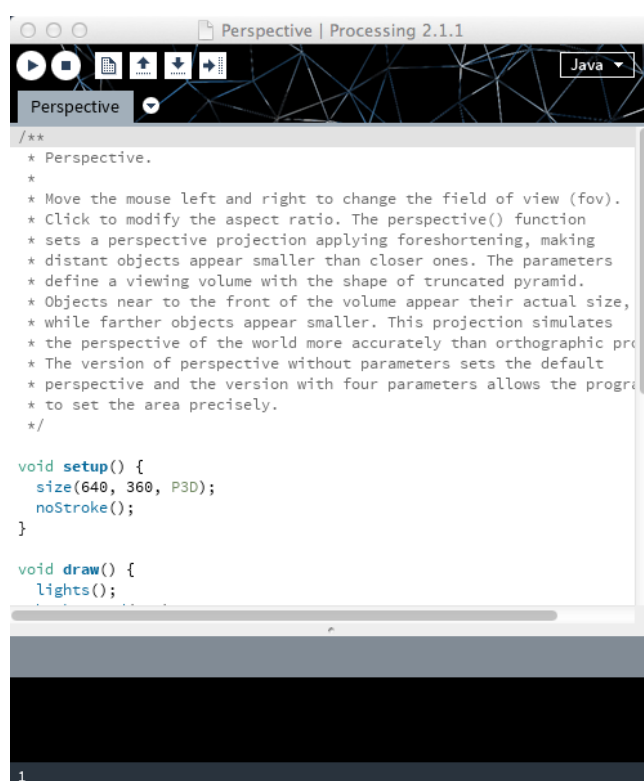 Perspective | Processing 2.1.1
Java
Perspective
/**
 * Perspective.
 *
 * Move the mouse left and right to change the field of view (fov).
 * Click to modify the aspect ratio. The perspective() function
 * sets a perspective projection applying foreshortening, making
 * distant objects appear smaller than closer ones. The parameters
 * define a viewing volume with the shape of truncated pyramid.
 * Objects near to the front of the volume appear their actual size,
 * while farther objects appear smaller. This projection simulates
 * the perspective of the world more accurately than orthographic pro
 * The version of perspective without parameters sets the default
 * perspective and the version with four parameters allows the progra
 * to set the area precisely.
 */
void setup() {
  size(640, 360, P3D);
  noStroke();
}
void draw() {
  lights();
1